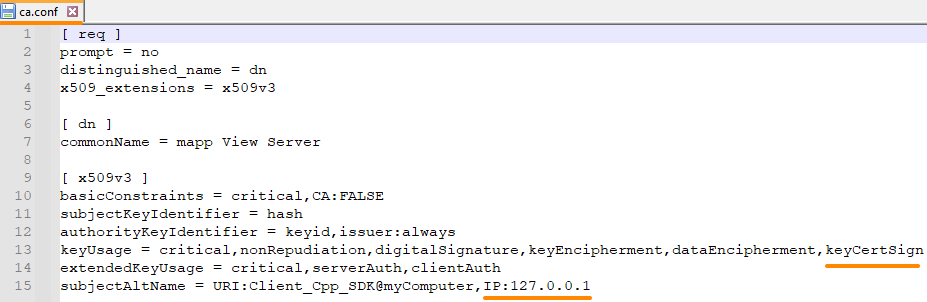 ca.conf
1 [ req ]
2 prompt = no
3 distinguished_name = dn
4 x509_extensions = x509v3
5
6 [ dn ]
7 commonName = mapp View Server
8
9 [ x509v3 ]
10 basicConstraints = critical,CA:FALSE
11 subjectKeyIdentifier = hash
12 authorityKeyIdentifier = keyid,issuer:always
13 keyUsage = critical,nonRepudiation,digitalSignature,keyEncipherment,dataEncipherment,keyCertSign
14 extendedKeyUsage = critical,serverAuth,clientAuth
15 subjectAltName = URI:Client_Cpp_SDK@myComputer,IP:127.0.0.1